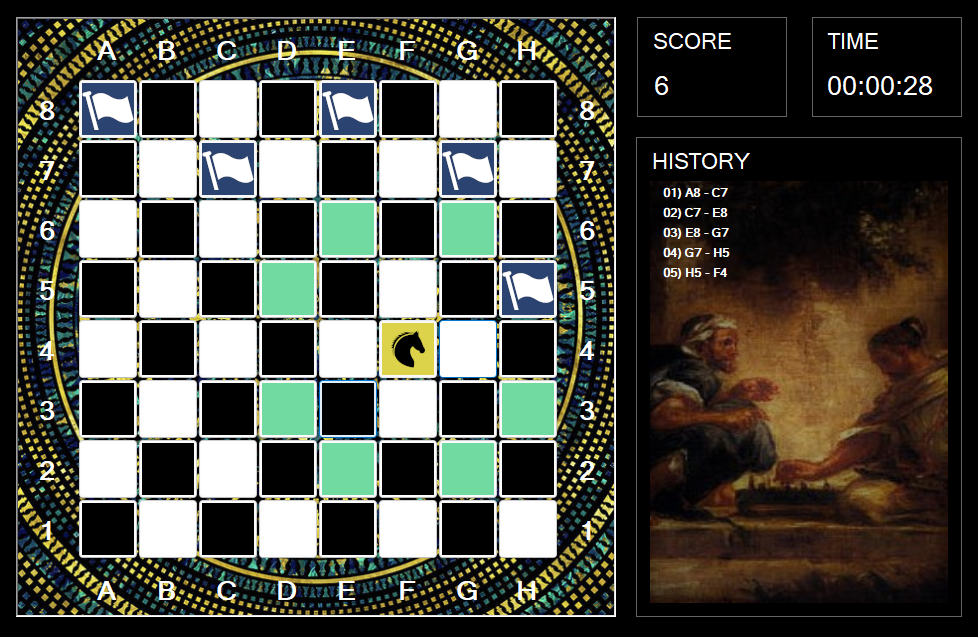 A B C D E F G H
8 8
7 7
6 6
5 5
4 4
3 3
2 2
1 1
A B C D E F G H
SCORE
6
TIME
00:00:28
HISTORY
01) A8 - C7
02) C7 - E8
03) E8 - G7
04) G7 - H5
05) H5 - F4